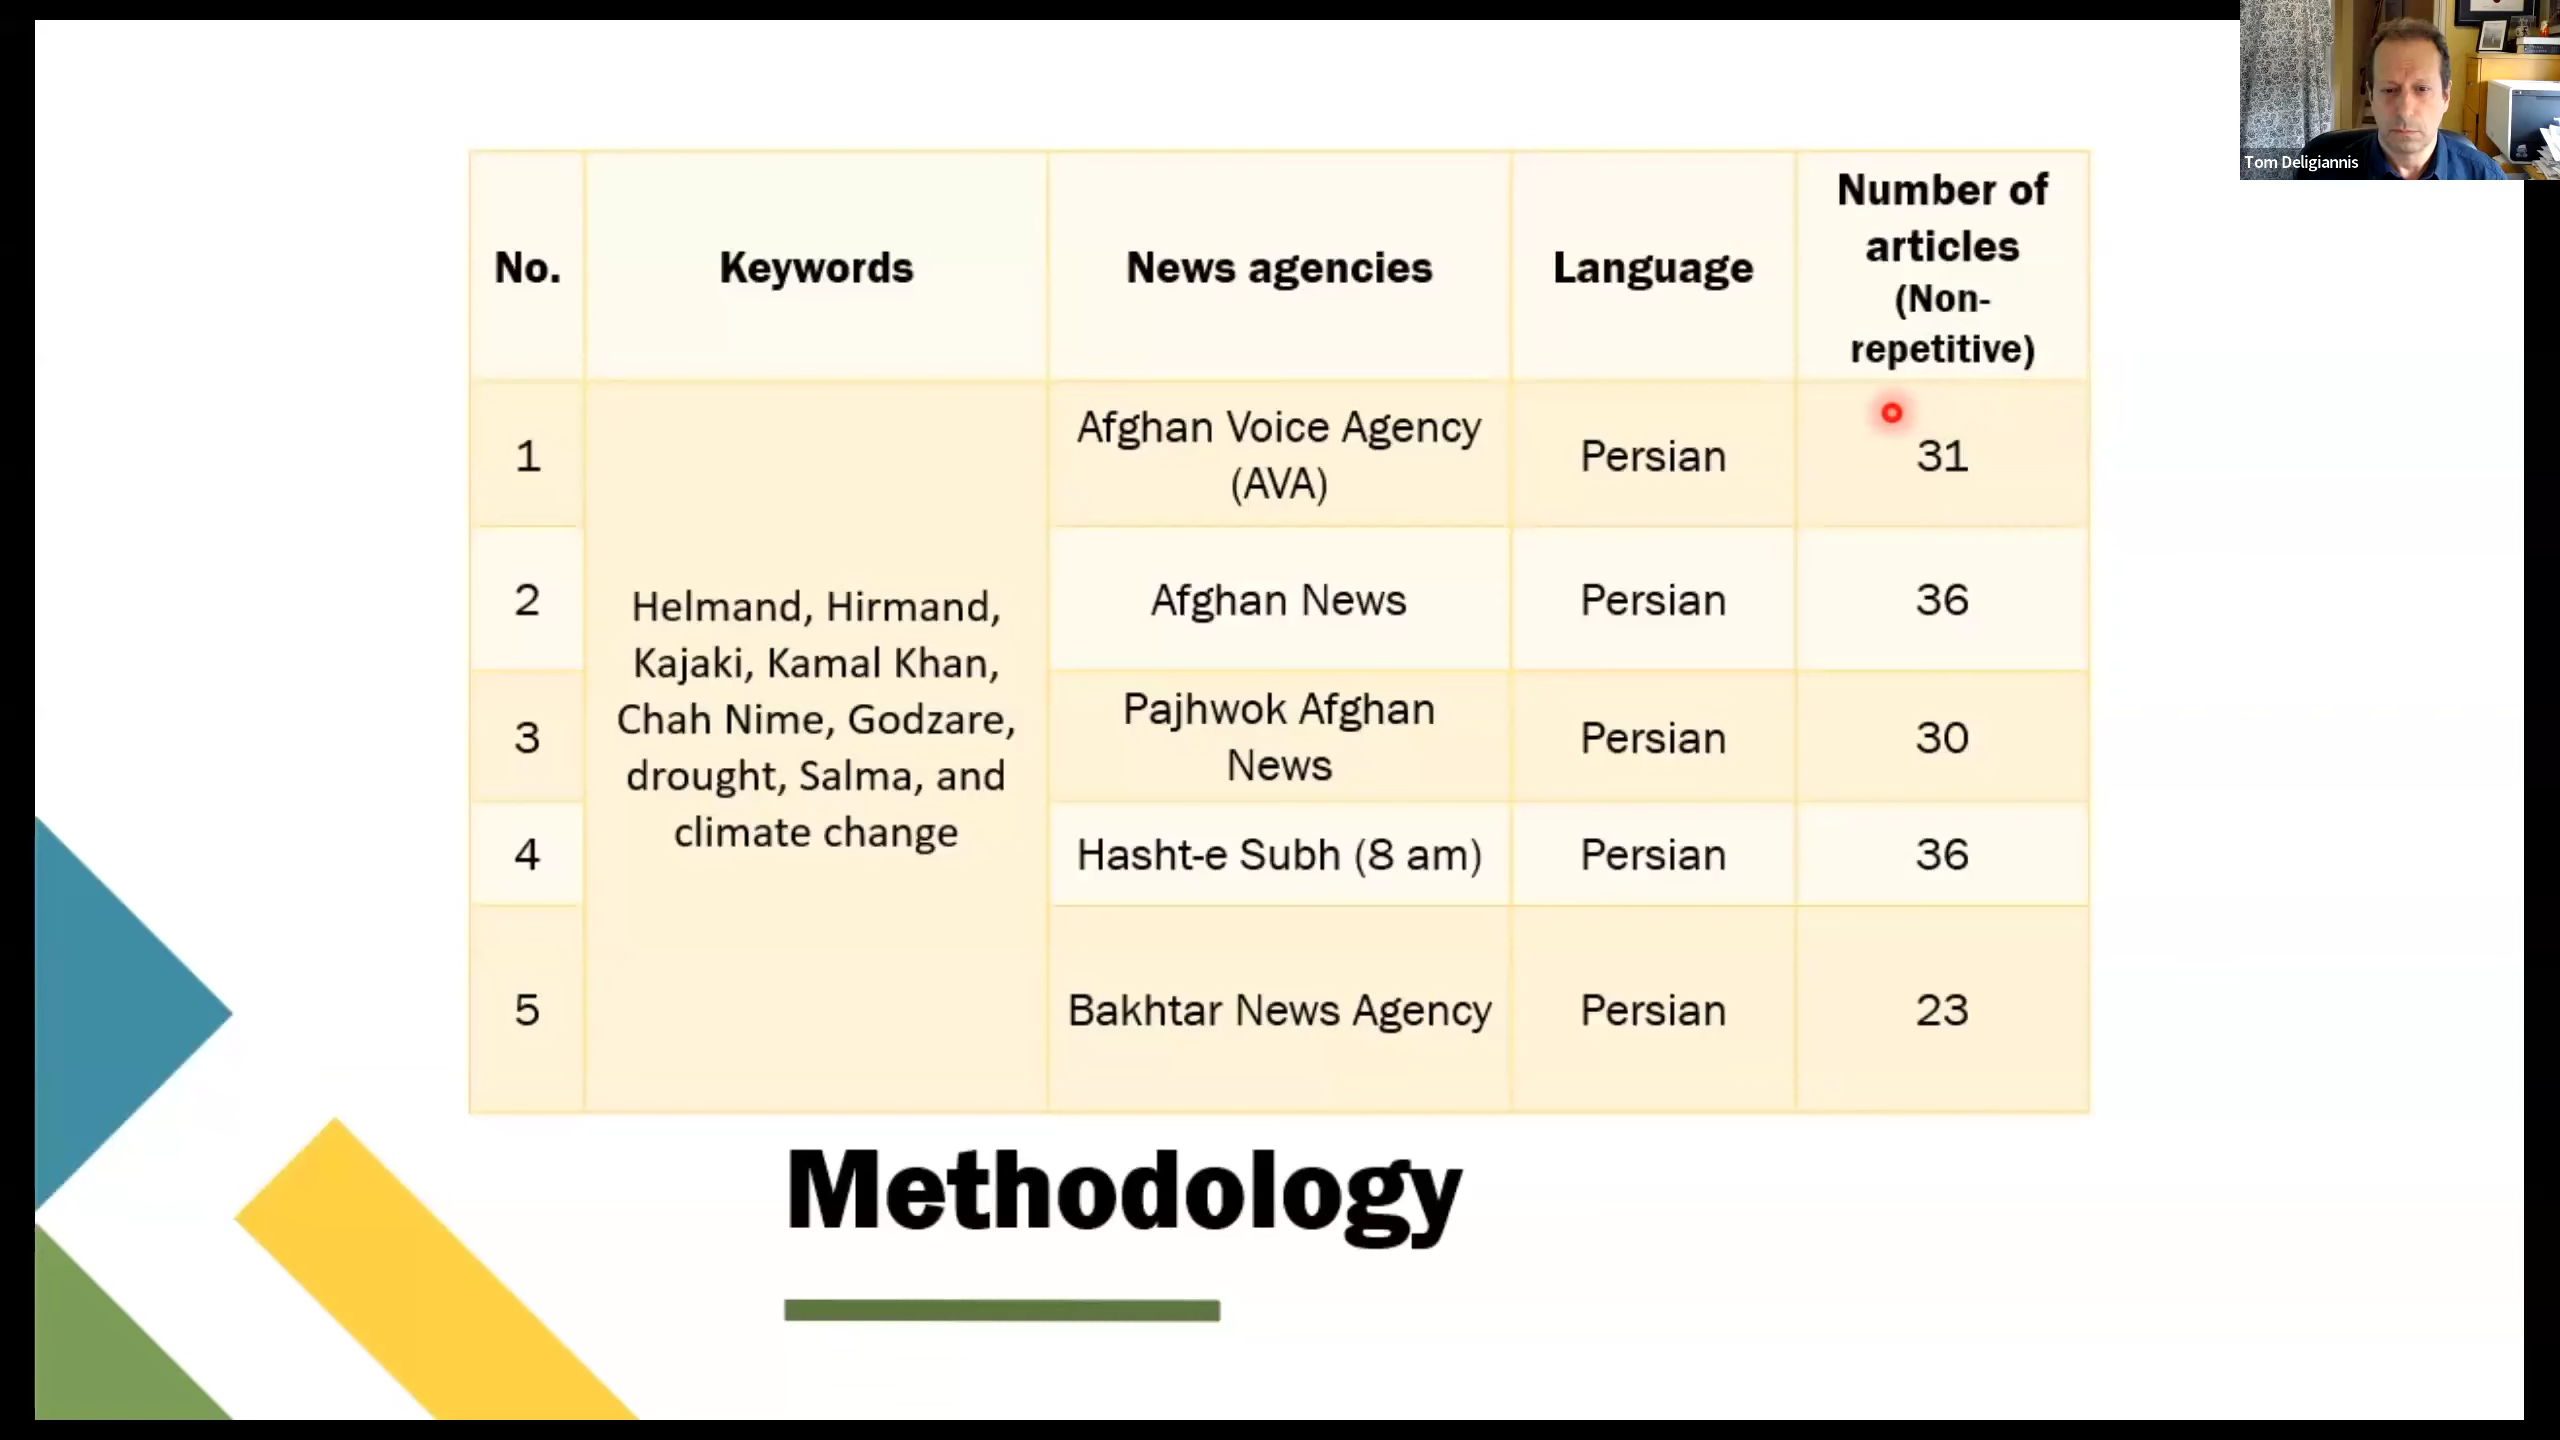 No.
Keywords
News agencies
Language
Number of
articles
(Non-
repetitive)
1
Helmand, Hirmand,
Kajaki, Kamal Khan,
Chah Nime, Godzare,
drought, Salma, and
climate change
Afghan Voice Agency
(AVA)
Persian
31
2
Afghan News
Persian
36
3
Pajhwok Afghan
News
Persian
30
4
Hasht-e Subh (8 am)
Persian
36
5
Bakhtar News Agency
Persian
23
Methodology
Tom Deligiannis